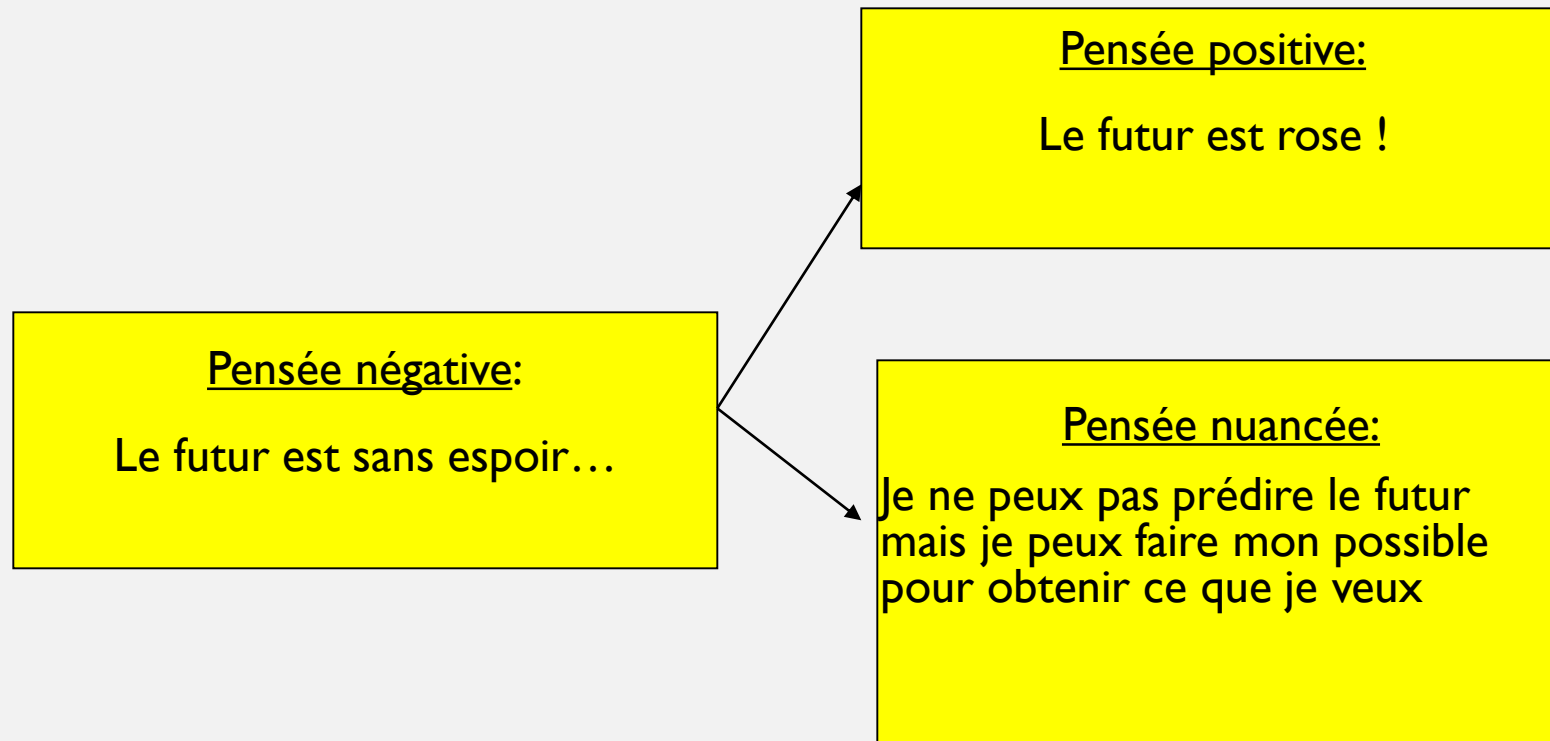 Pensée positive:
Le futur est rose !
Pensée négative:
Le futur est sans espoir…
Pensée nuancée:
Je ne peux pas prédire le futur
mais je peux faire mon possible
pour obtenir ce que je veux